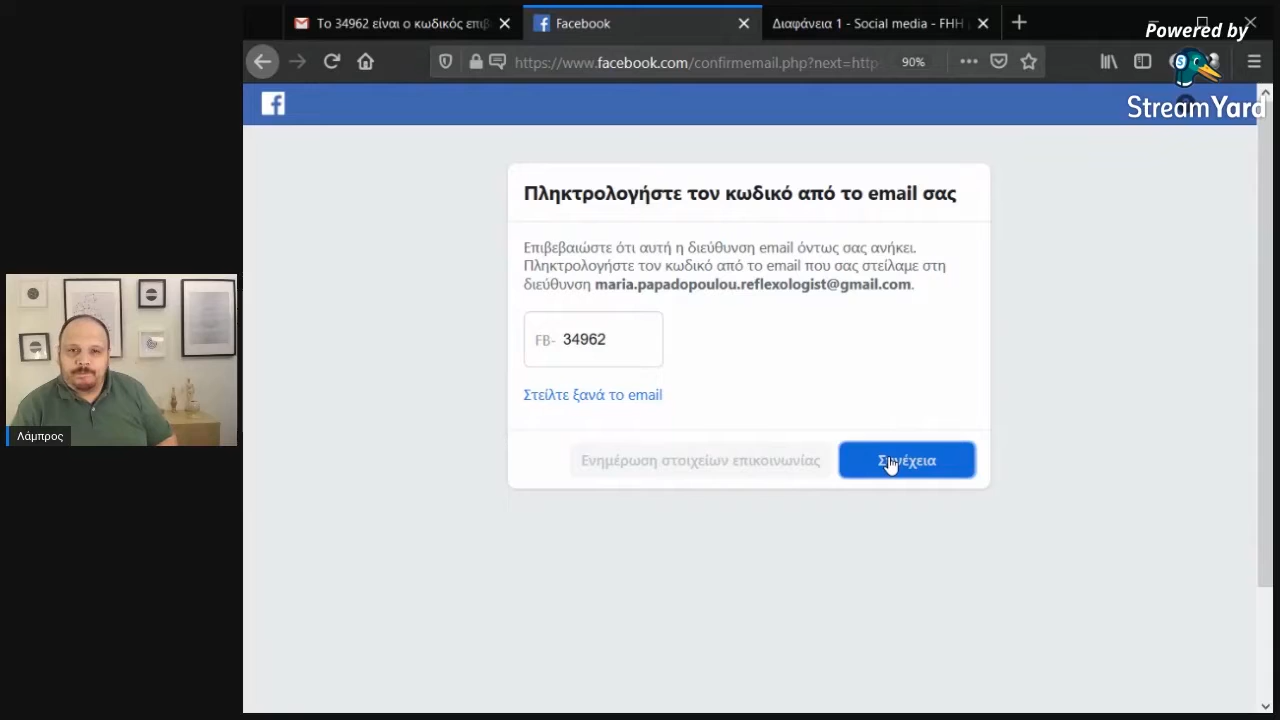 Το 34962 είναι ο κωδικός επιβ
Facebook
Διαφάνεια 1 - Social media - FHH
Powered by
https://www.facebook.com/confirmemail.php?next=http
90%
StreamYard
Πληκτρολογήστε τον κωδικό από το email σας
Επιβεβαιώστε ότι αυτή η διεύθυνση email όντως σας ανήκει.
Πληκτρολογήστε τον κωδικό από το email που σας στείλαμε στη
διεύθυνση maria.papadopoulou.reflexologist@gmail.com.
FB- 34962
Στείλτε ξανά το email
Λάμπρος
Ενημέρωση στοιχείων επικοινωνίας
Συνέχεια